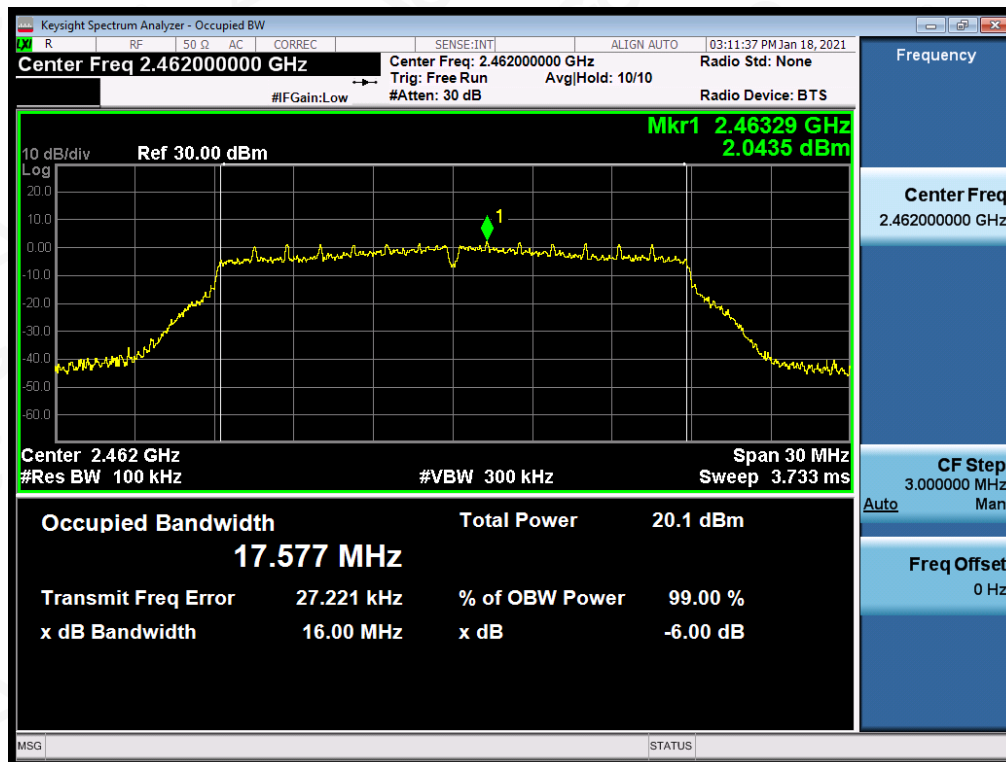 Keysight Spectrum Analyzer - Occupied BW
LXI R RF 50 Ω AC CORREC SENSE:INT ALIGN AUTO 03:11:37 PM Jan 18, 2021
Center Freq 2.462000000 GHz
Center Freq: 2.462000000 GHz Radio Std: None
Trig: Free Run Avg|Hold: 10/10
#IFGain:Low #Atten: 30 dB Radio Device: BTS
Mkr1 2.46329 GHz
2.0435 dBm
10 dB/div Ref 30.00 dBm
Log
20.0
10.0
0.00
-10.0
-20.0
-30.0
-40.0
-50.0
-60.0
1
Center 2.462 GHz Span 30 MHz
#Res BW 100 kHz #VBW 300 kHz Sweep 3.733 ms
Occupied Bandwidth Total Power 20.1 dBm
17.577 MHz
Transmit Freq Error 27.221 kHz % of OBW Power 99.00 %
x dB Bandwidth 16.00 MHz x dB -6.00 dB
MSG STATUS
Frequency
Center Freq
2.462000000 GHz
CF Step
3.000000 MHz
Auto Man
Freq Offset
0 Hz